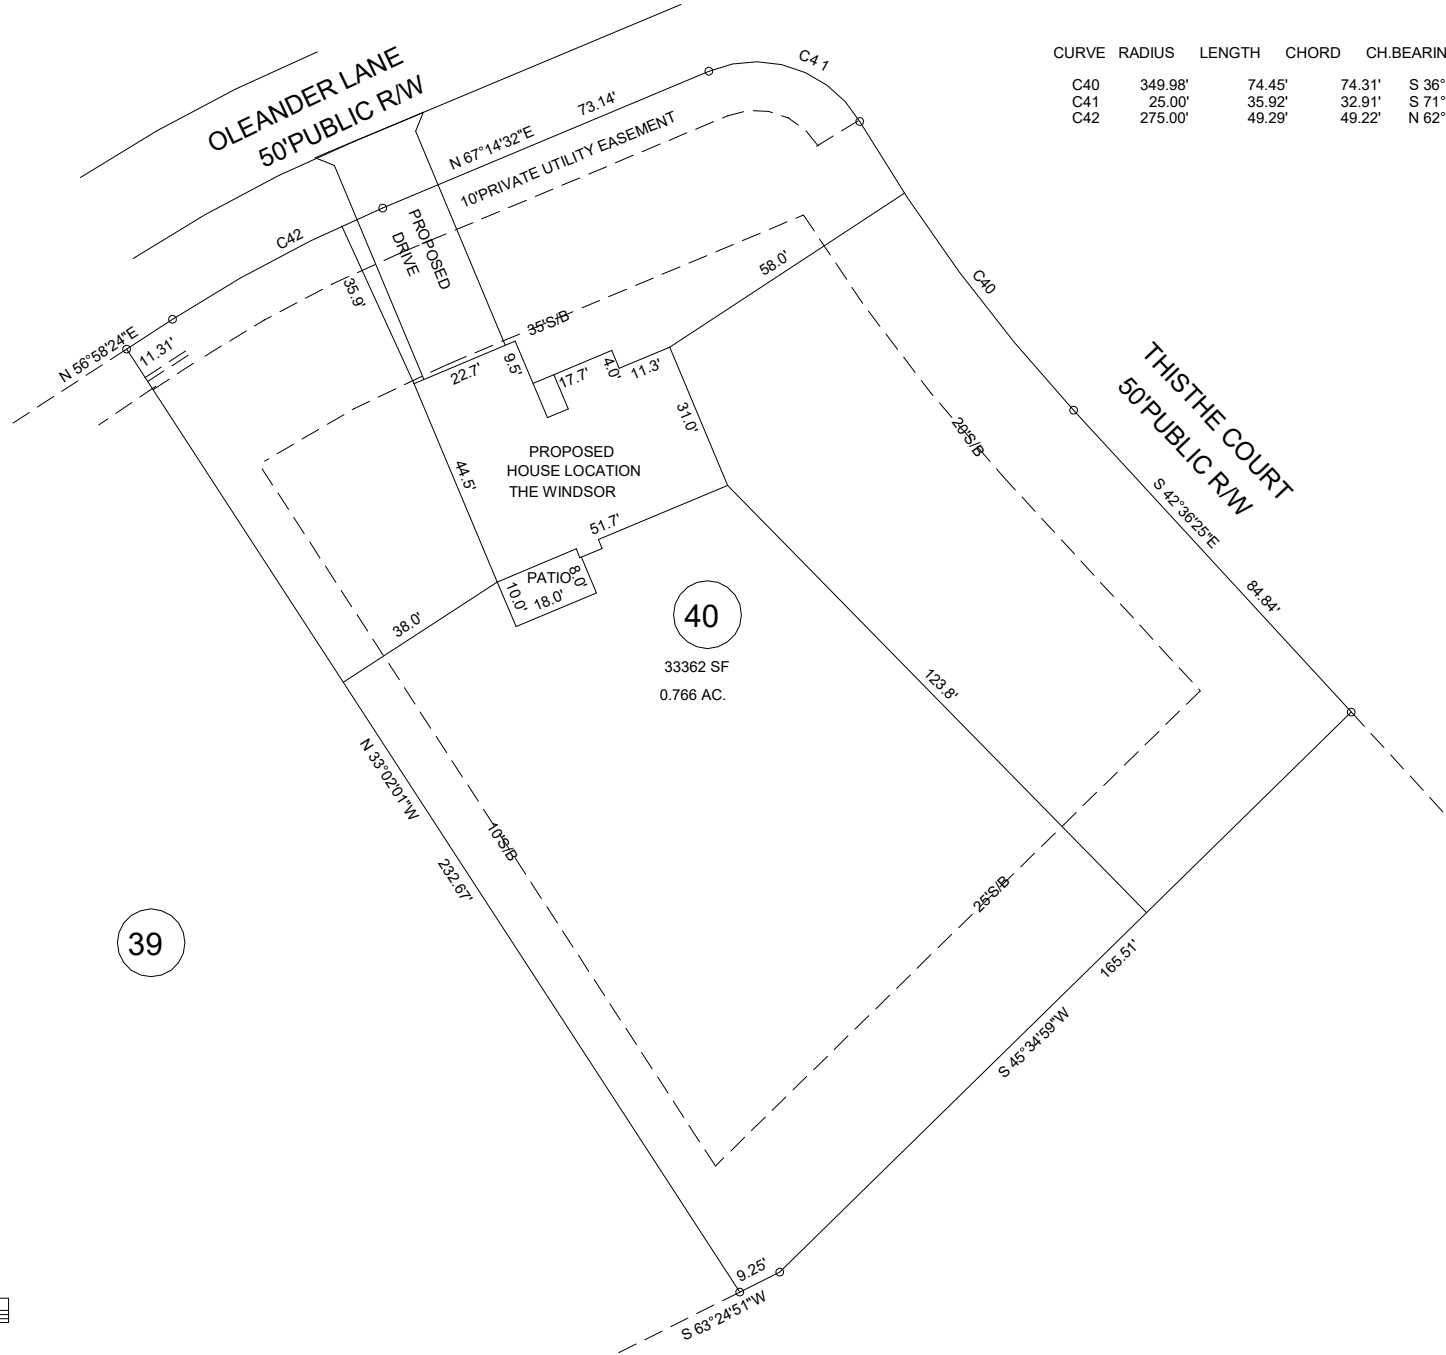 CURVE RADIUS LENGTH CHORD CH.BEARIN
C40 349.98' 74.45' 74.31' S 36°
C41 25.00' 35.92' 32.91' S 71°
C42 275.00' 49.29' 49.22' N 62°
OLEANDER LANE
50'PUBLIC R/W
C4 1
73.14'
N 67°14'32"E
10'PRIVATE UTILITY EASEMENT
C42
PROPOSED
DRIVE
35.9'
58.0'
C40
N 56°58'24"E
11.31'
35'S/B
22.7'
9.5'
17.7'
4.0'
11.3'
31.0'
THISTHE COURT
50'PUBLIC R/W
20'S/B
PROPOSED
HOUSE LOCATION
THE WINDSOR
44.5'
51.7'
S 42°36'25"E
84.84'
PATIO
8.0'
10.0'
18.0'
38.0'
40
33362 SF
0.766 AC.
123.8'
N 33°02'01"W
232.67'
10'S/B
25'S/B
39
165.51'
S 45°34'59"W
9.25'
S 63°24'51"W